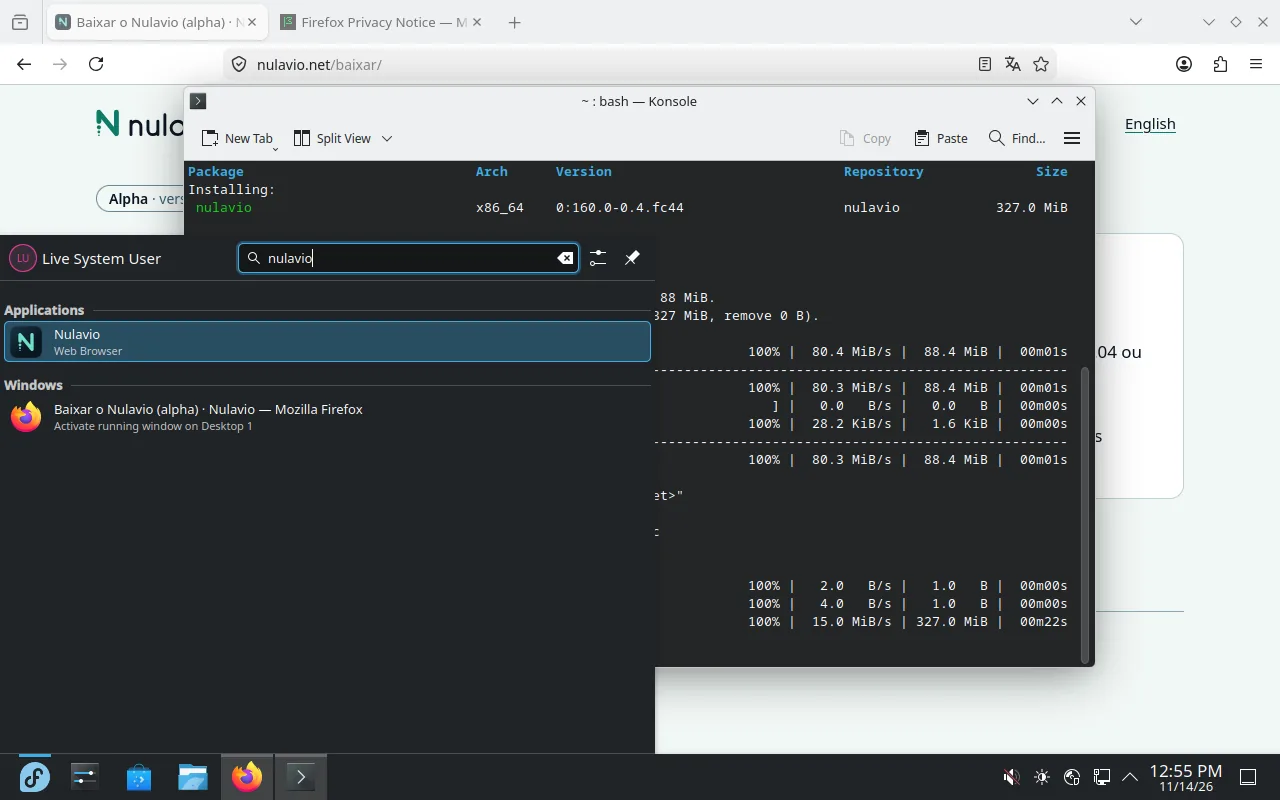 Baixar o Nulavio (alpha) · N
Firefox Privacy Notice — M
nulavio.net/baixar/
nulo
English
Alpha · vers
~ : bash — Konsole
New Tab
Split View
Copy
Paste
Find...
Package Arch Version Repository Size
Installing:
nulavio x86_64 0:160.0-0.4.fc44 nulavio 327.0 MiB
LU
Live System User
nulavio
Applications
Nulavio
Web Browser
Windows
Baixar o Nulavio (alpha) · Nulavio — Mozilla Firefox
Activate running window on Desktop 1
88 MiB.
327 MiB, remove 0 B).
100% | 80.4 MiB/s | 88.4 MiB | 00m01s
--------------------------------------------------------
100% | 80.3 MiB/s | 88.4 MiB | 00m01s
] | 0.0 B/s | 0.0 B | 00m00s
100% | 28.2 KiB/s | 1.6 KiB | 00m00s
--------------------------------------------------------
100% | 80.3 MiB/s | 88.4 MiB | 00m01s
et>"
c
100% | 2.0 B/s | 1.0 B | 00m00s
100% | 4.0 B/s | 1.0 B | 00m00s
100% | 15.0 MiB/s | 327.0 MiB | 00m22s
04 ou
s
12:55 PM
11/14/26